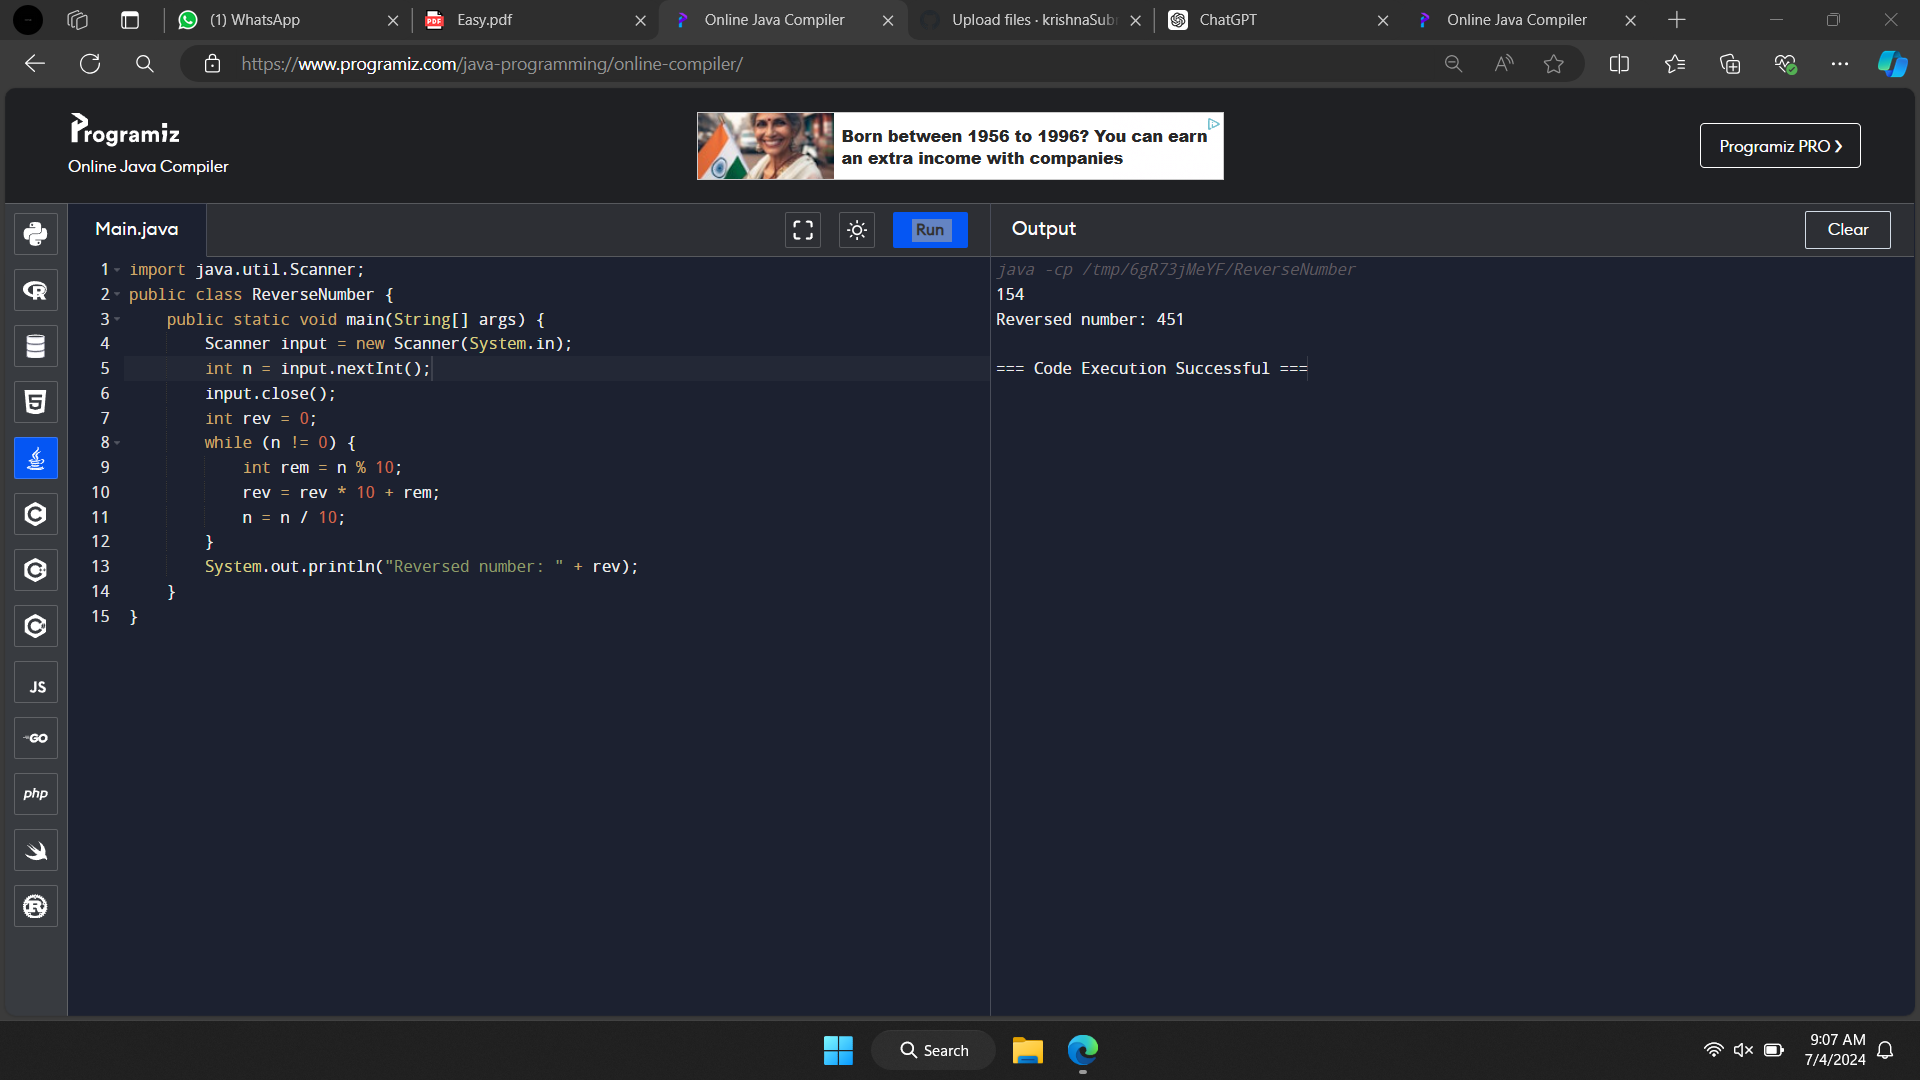 (1) WhatsApp
Easy.pdf
Online Java Compiler
Upload files · krishnaSubr
ChatGPT
Online Java Compiler
https://www.programiz.com/java-programming/online-compiler/
Programiz
Online Java Compiler
Born between 1956 to 1996? You can earn
an extra income with companies
Programiz PRO
Main.java
Run
Output
Clear
1 import java.util.Scanner;
2 public class ReverseNumber {
3     public static void main(String[] args) {
4         Scanner input = new Scanner(System.in);
5         int n = input.nextInt();
6         input.close();
7         int rev = 0;
8         while (n != 0) {
9             int rem = n % 10;
10             rev = rev * 10 + rem;
11             n = n / 10;
12         }
13         System.out.println("Reversed number: " + rev);
14     }
15 }
java -cp /tmp/6gR73jMeYF/ReverseNumber
154
Reversed number: 451
=== Code Execution Successful ===
JS
GO
php
Search
9:07 AM
7/4/2024